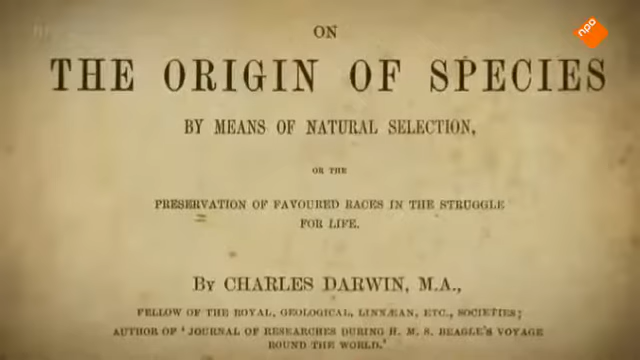 npo
ON
THE ORIGIN OF SPECIES
BY MEANS OF NATURAL SELECTION,
OR THE
PRESERVATION OF FAVOURED RACES IN THE STRUGGLE
FOR LIFE.
BY CHARLES DARWIN, M.A.,
FELLOW OF THE ROYAL, GEOLOGICAL, LINNÆAN, ETC., SOCIETIES;
AUTHOR OF 'JOURNAL OF RESEARCHES DURING H. M. S. BEAGLE'S VOYAGE
ROUND THE WORLD.'